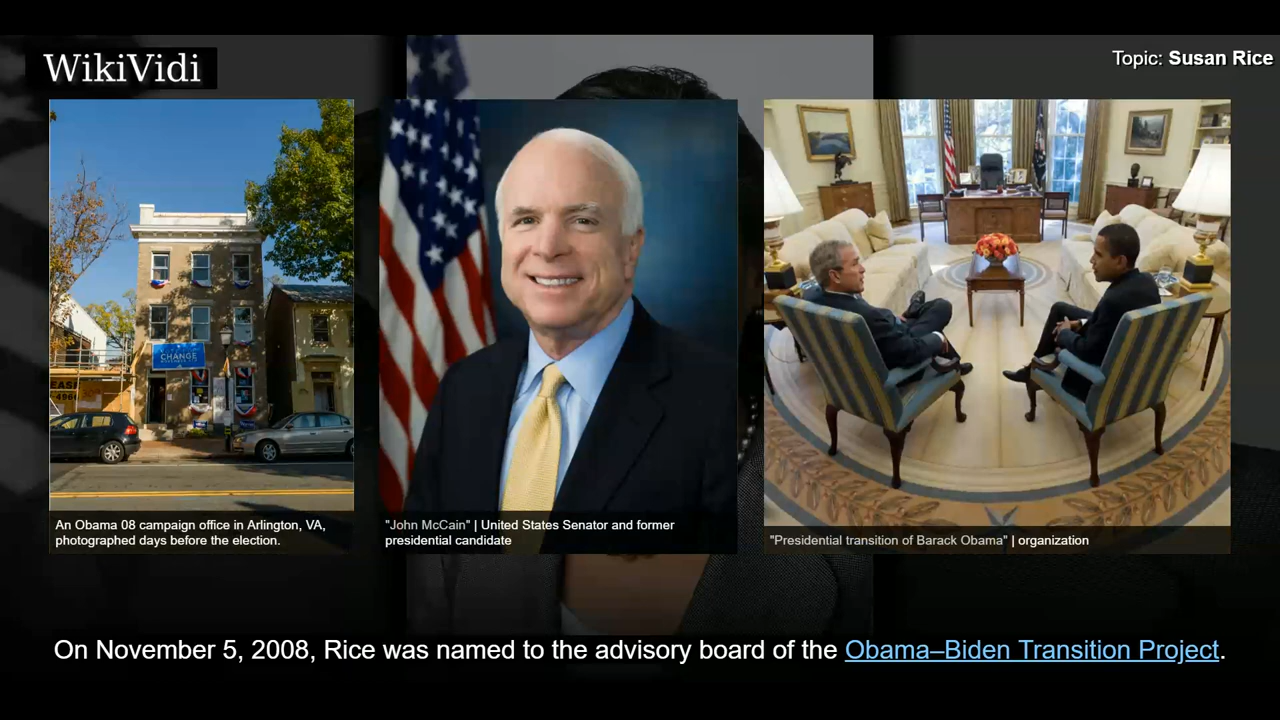 WikiVidi
Topic: Susan Rice
CHANGE
EASE
An Obama 08 campaign office in Arlington, VA,
photographed days before the election.
"John McCain" | United States Senator and former
presidential candidate
"Presidential transition of Barack Obama" | organization
On November 5, 2008, Rice was named to the advisory board of the Obama–Biden Transition Project.